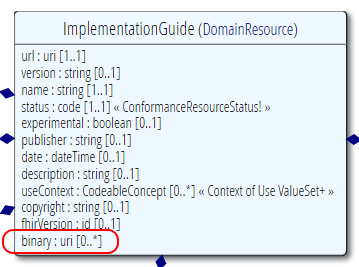 ImplementationGuide (DomainResource)
url : uri [1..1]
version : string [0..1]
name : string [1..1]
status : code [1..1] « ConformanceResourceStatus! »
experimental : boolean [0..1]
publisher : string [0..1]
date : dateTime [0..1]
description : string [0..1]
useContext : CodeableConcept [0..*] « Context of Use ValueSet+ »
copyright : string [0..1]
fhirVersion : id [0..1]
binary : uri [0..*]